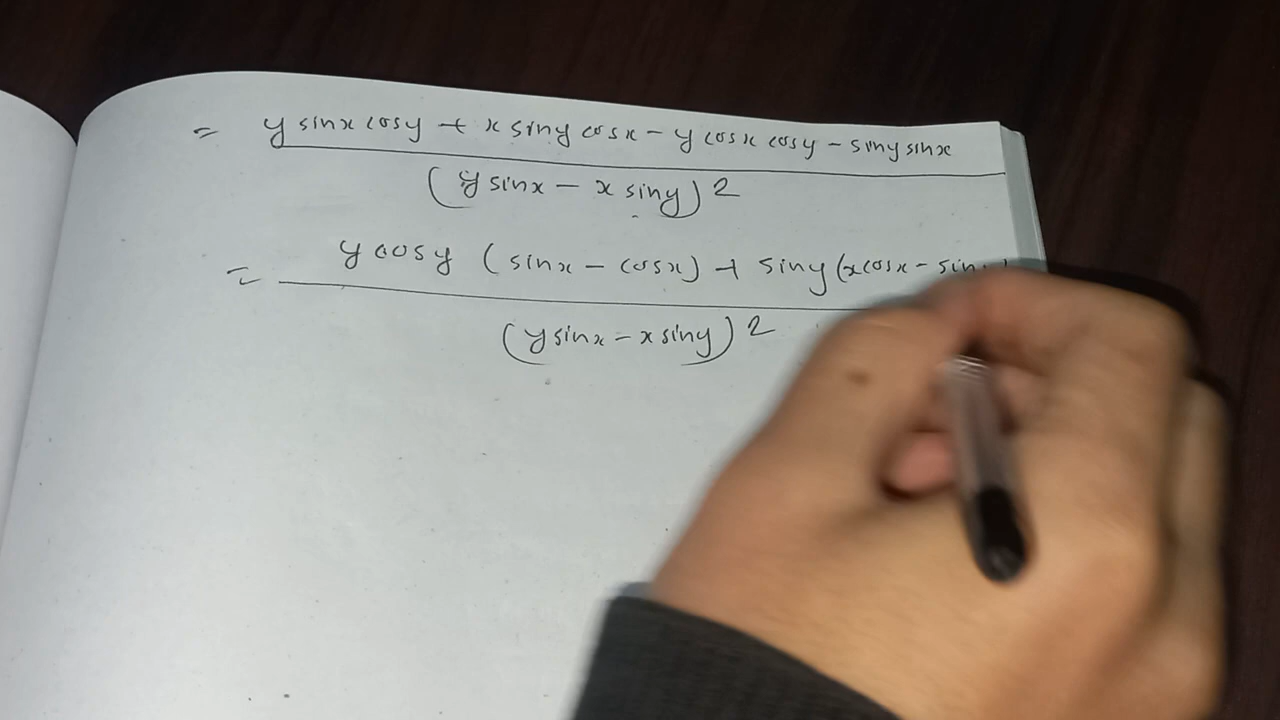 = y sinx cosy + x siny cosx - y cosx cosy - siny sinx
(y sinx - x siny) 2
= y cosy (sinx - cosx) + siny (x cosx -
(y sinx - x siny) 2